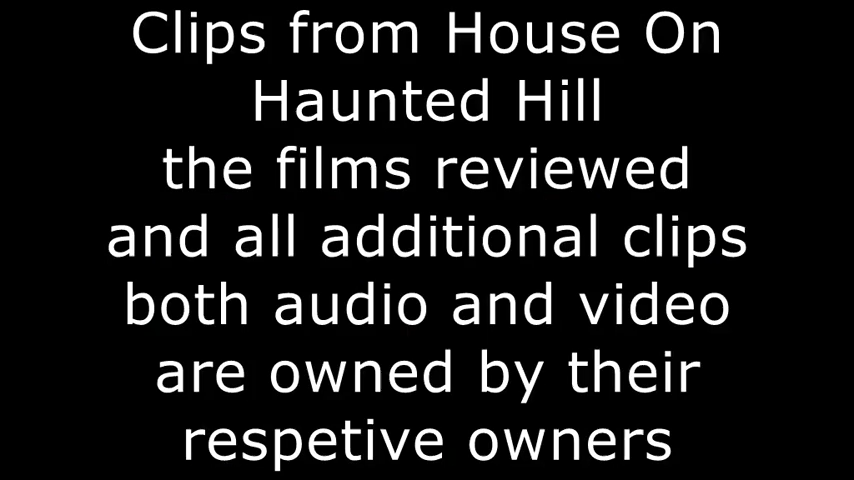 Clips from House On
Haunted Hill
the films reviewed
and all additional clips
both audio and video
are owned by their
respetive owners